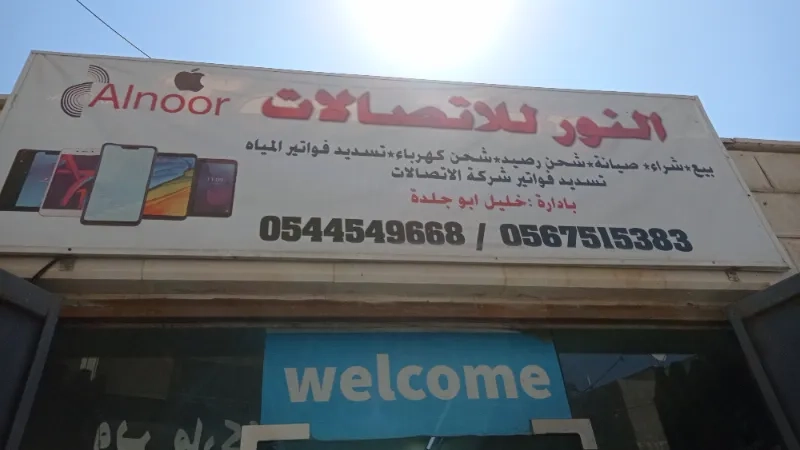 Alnoor
النور للاتصالات
بيع*شراء* صيانة*شحن رصيد*شحن كهرباء*تسديد فواتير المياه
تسديد فواتير شركة الاتصالات
بادارة :خليل ابو جلدة
0544549668 / 0567515383
welcome